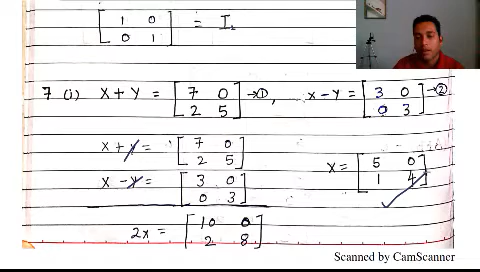 [1 0
0 1] = I₂
7 (i) X + Y = [7 0
2 5] → ①, X − Y = [3 0
0 3] → ②
X + Y = [7 0
2 5]
X − Y = [3 0
0 3]
X = [5 0
1 4]
2X = [10 0
2 8]
Scanned by CamScanner